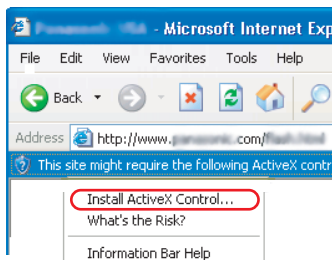 - Microsoft Internet Exp
File Edit View Favorites Tools Help
Back
Address http://www. .com/
This site might require the following ActiveX contr
Install ActiveX Control...
What's the Risk?
Information Bar Help